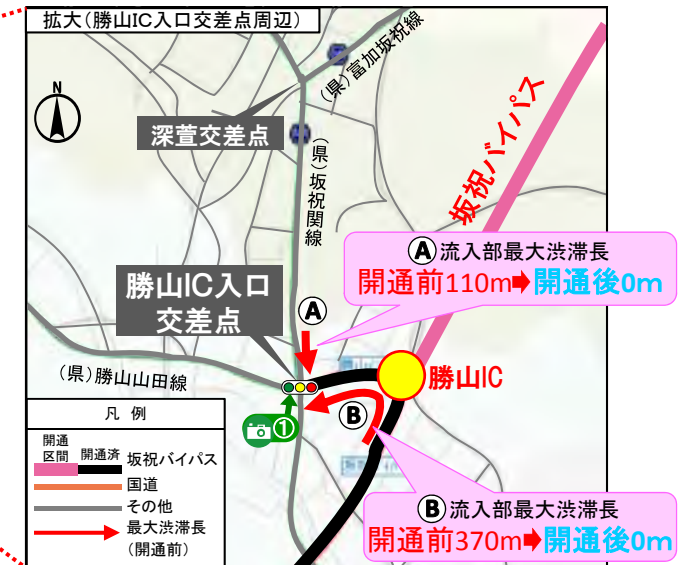 拡大(勝山IC入口交差点周辺)
N
(県)富加坂祝線
深萱交差点
(県)坂祝関線
坂祝バイパス
Ⓐ流入部最大渋滞長
開通前110m➡開通後0m
勝山IC入口
交差点
Ⓐ
(県)勝山山田線
勝山IC
①
Ⓑ
凡 例
開通
区間 開通済 坂祝バイパス
国道
その他
最大渋滞長
(開通前)
Ⓑ流入部最大渋滞長
開通前370m➡開通後0m